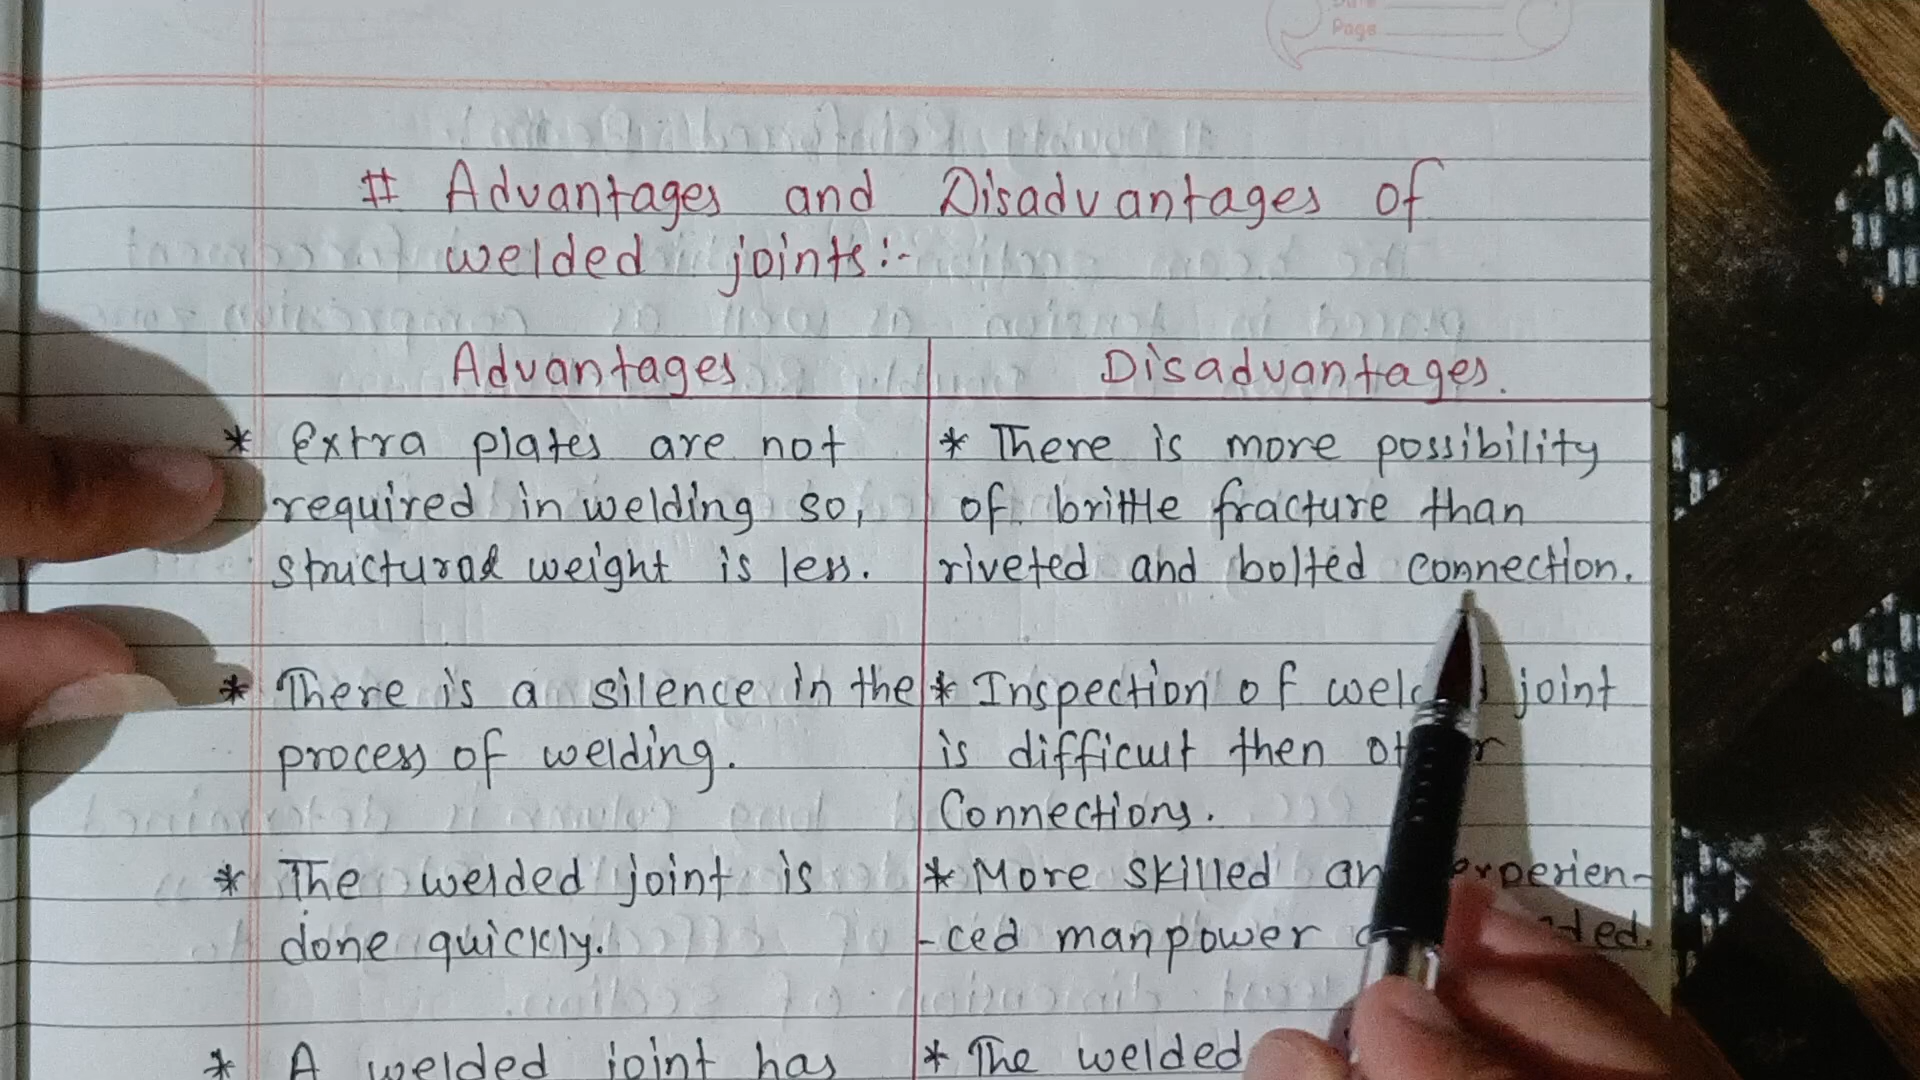 Page
# Advantages and Disadvantages of
welded joints:-
Advantages
Disadvantages.
* Extra plates are not
required in welding so,
structural weight is less.
* There is more possibility
of brittle fracture than
riveted and bolted connection.
* There is a silence in the
process of welding.
* Inspection of joint
is difficult then
Connections.
* The welded joint is
done quickly.
* More skilled experien-
-ced manpower
* A welded joint has
* The welded